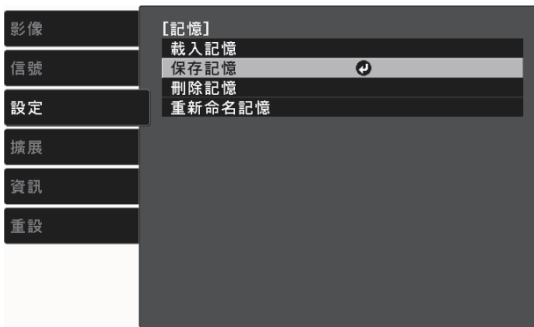 影像
信號
設定
擴展
資訊
重設
[記憶]
載入記憶
保存記憶
刪除記憶
重新命名記憶